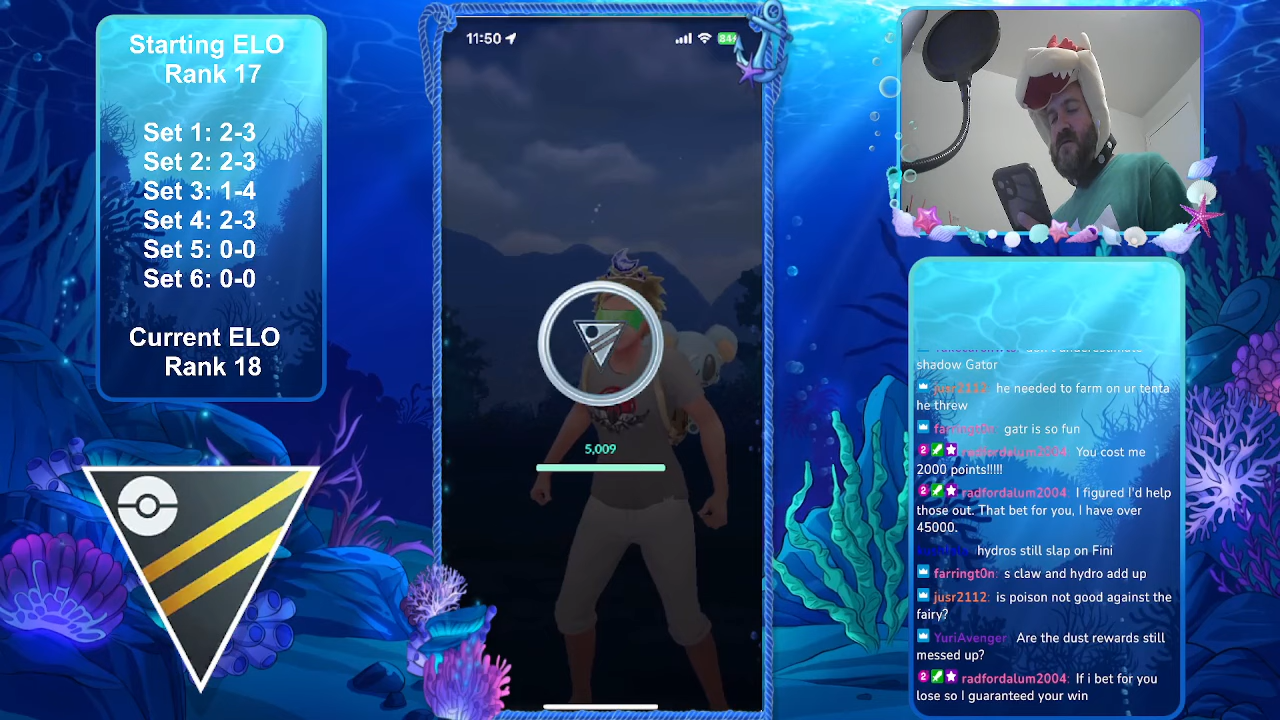 Starting ELO
Rank 17
Set 1: 2-3
Set 2: 2-3
Set 3: 1-4
Set 4: 2-3
Set 5: 0-0
Set 6: 0-0
Current ELO
Rank 18
11:50
84
5,009
shadow Gator
jusr2112: he needed to farm on ur tenta
he threw
farringt0n: gatr is so fun
radfordalum2004: You cost me
2000 points!!!!!
radfordalum2004: I figured I'd help
those out. That bet for you, I have over
45000.
hydros still slap on Fini
farringt0n: s claw and hydro add up
jusr2112: is poison not good against the
fairy?
YuriAvenger: Are the dust rewards still
messed up?
radfordalum2004: If i bet for you
lose so I guaranteed your win